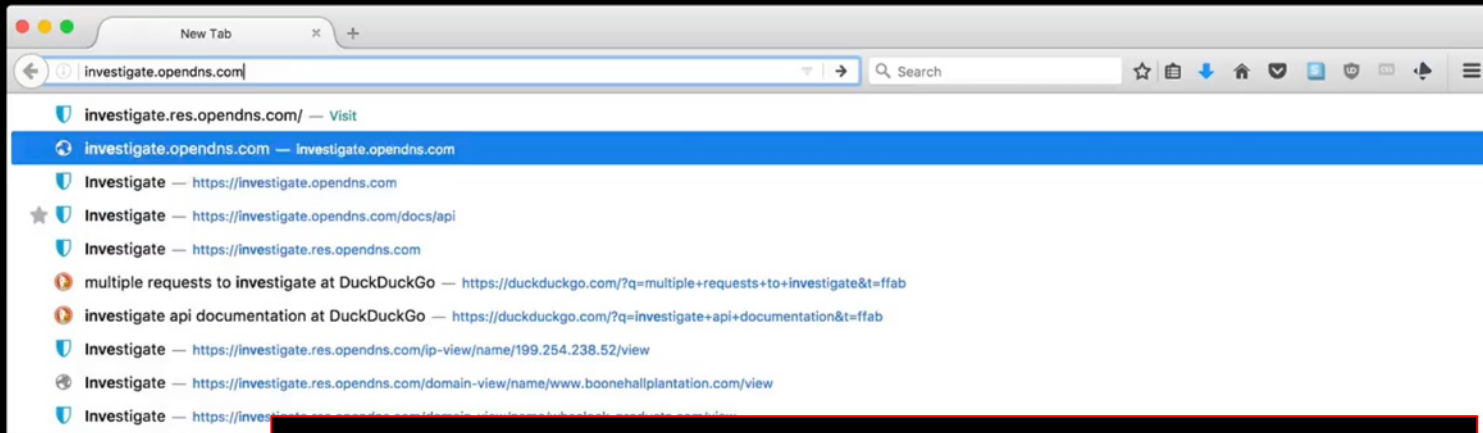 New Tab
investigate.opendns.com
Search
investigate.res.opendns.com/ — Visit
investigate.opendns.com — investigate.opendns.com
Investigate — https://investigate.opendns.com
Investigate — https://investigate.opendns.com/docs/api
Investigate — https://investigate.res.opendns.com
multiple requests to investigate at DuckDuckGo — https://duckduckgo.com/?q=multiple+requests+to+investigate&t=ffab
investigate api documentation at DuckDuckGo — https://duckduckgo.com/?q=investigate+api+documentation&t=ffab
Investigate — https://investigate.res.opendns.com/ip-view/name/199.254.238.52/view
Investigate — https://investigate.res.opendns.com/domain-view/name/www.boonehallplantation.com/view
Investigate — https://inves